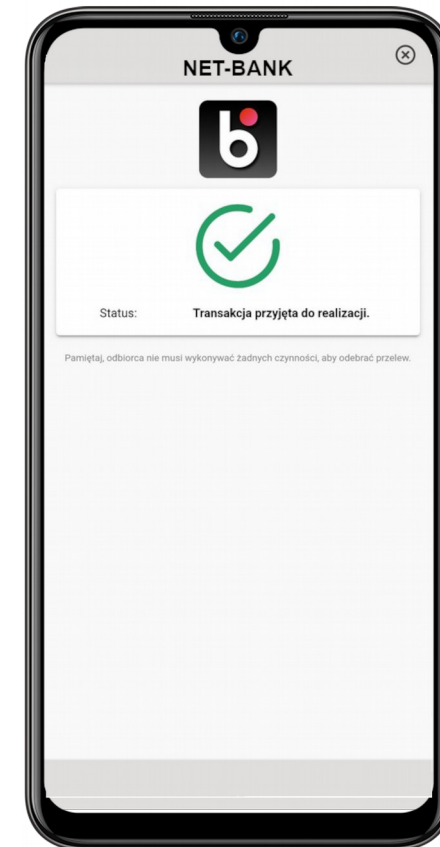 NET-BANK
Status: Transakcja przyjęta do realizacji.
Pamiętaj, odbiorca nie musi wykonywać żadnych czynności, aby odebrać przelew.